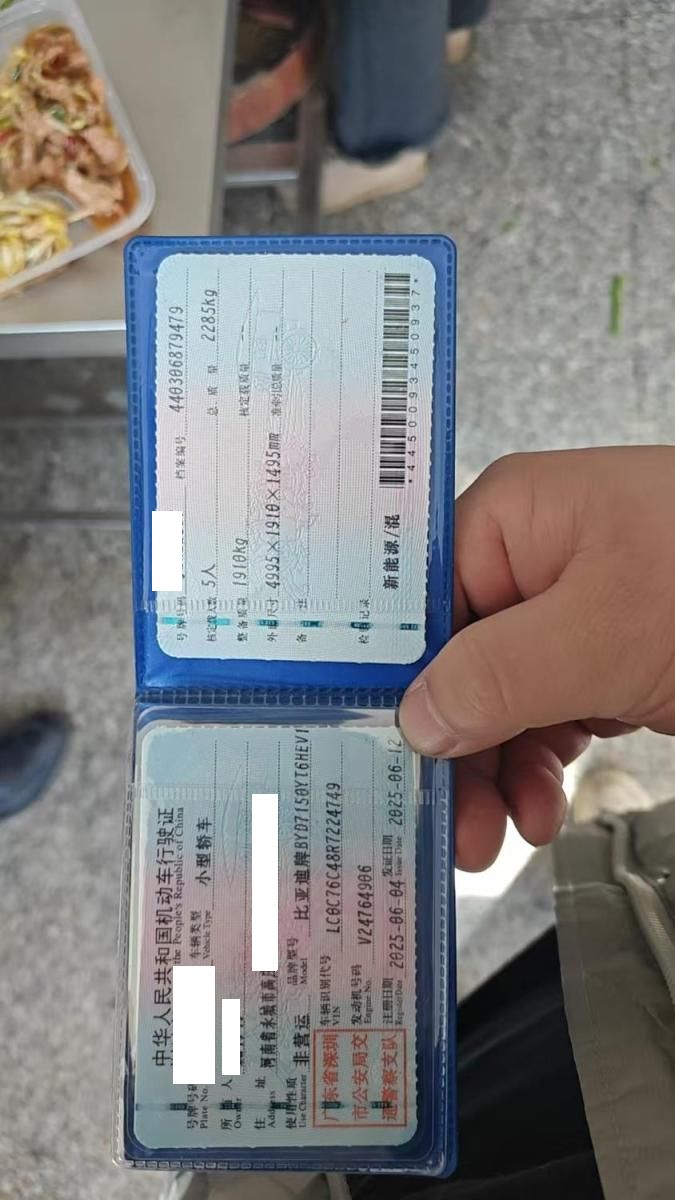 中华人民共和国机动车行驶证
the People's Republic of China
号牌号码
Plate No.
车辆类型 小型轿车
Vehicle Type
所 人
Owner
住 址 河南省永城市高
Address
使用性质 非营运 品牌型号 比亚迪牌BYD7150YT6HEV1
Use Character Model
广东省深圳
市公安局交
通警察支队
车辆识别代号 LC0C76C48R7224749
VIN
发动机号码 V24764906
Engine No.
注册日期 2025-06-04 发证日期 2025-06-12
Register Date Issue Date
号牌号码 档案编号 440306879479
核定载人数 5人 总 质 量 2285kg
整备质量 1910kg 核定载质量
外 尺寸 4995×1910×1495mm 准牵引总质量
备 注
检 记录 新能源/混
*4450093450937*